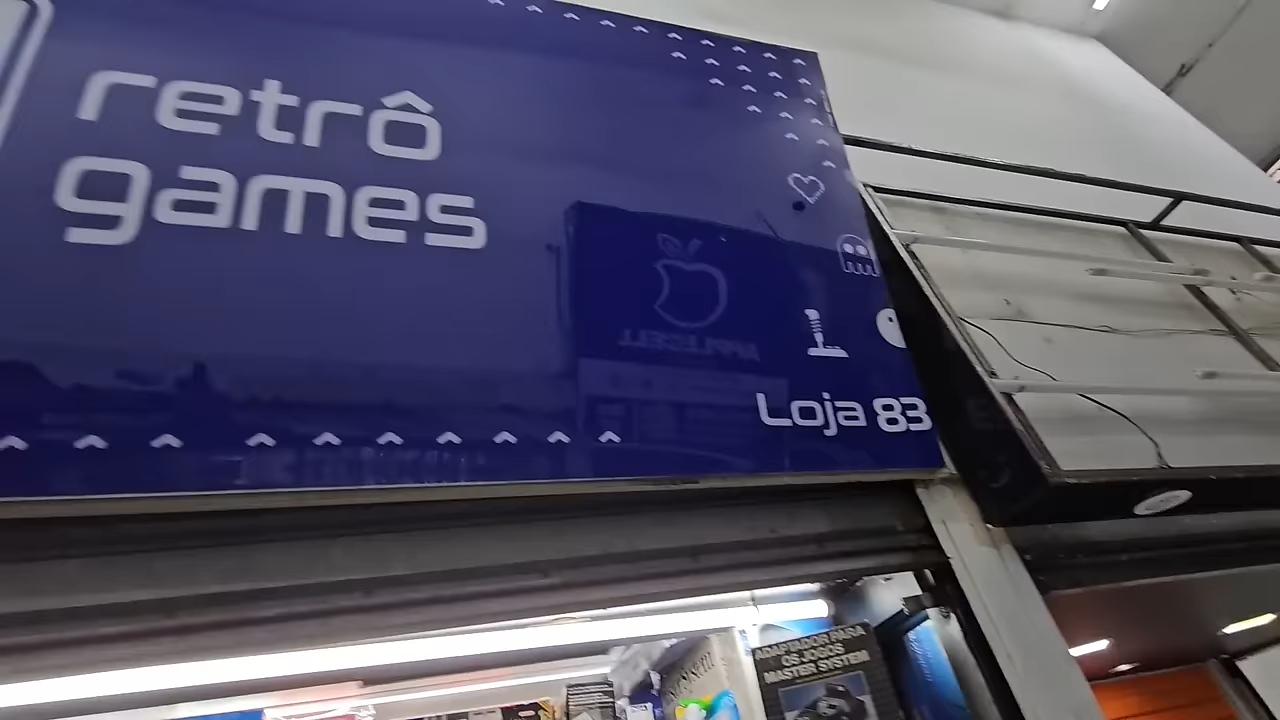 retrô
games
Loja 83
ADAPTADOR PARA
OS JOGOS
MASTER SYSTEM